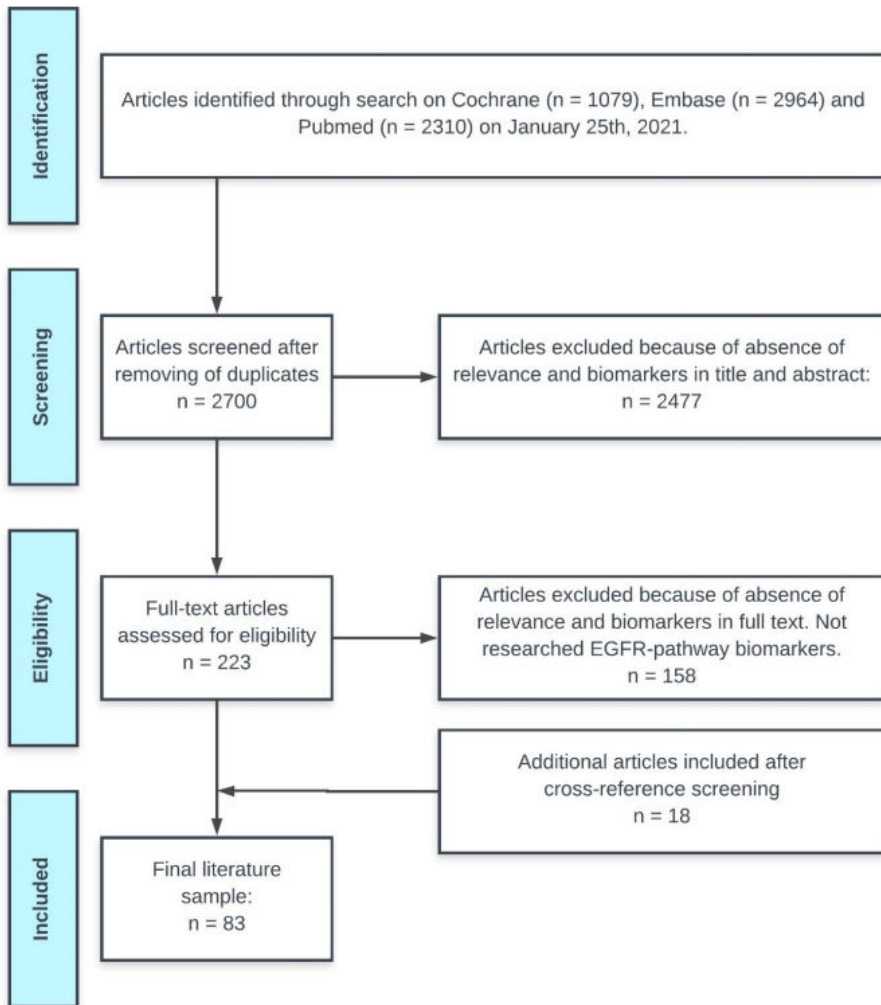 Identification
Articles identified through search on Cochrane (n = 1079), Embase (n = 2964) and
Pubmed (n = 2310) on January 25th, 2021.
Screening
Articles screened after
removing of duplicates
n = 2700
Articles excluded because of absence of
relevance and biomarkers in title and abstract:
n = 2477
Eligibility
Full-text articles
assessed for eligibility
n = 223
Articles excluded because of absence of
relevance and biomarkers in full text. Not
researched EGFR-pathway biomarkers.
n = 158
Additional articles included after
cross-reference screening
n = 18
Included
Final literature
sample:
n = 83